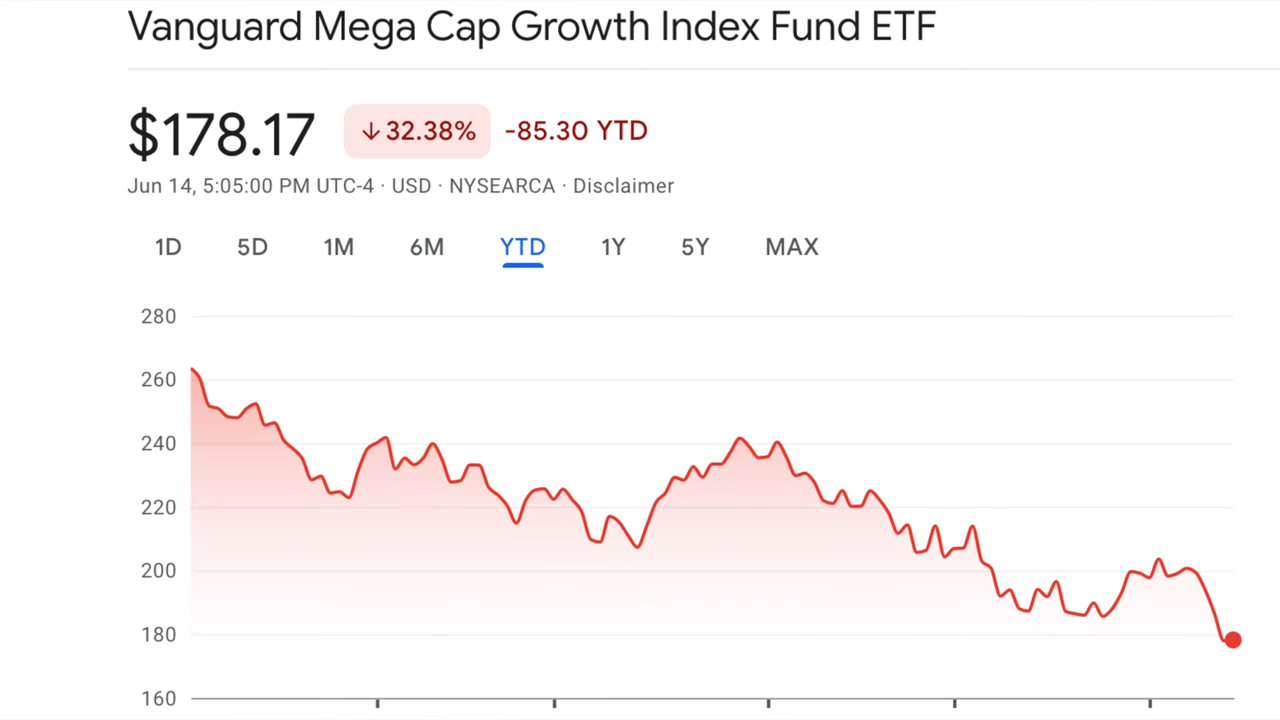 Vanguard Mega Cap Growth Index Fund ETF
$178.17 ↓32.38% -85.30 YTD
Jun 14, 5:05:00 PM UTC-4 · USD · NYSEARCA · Disclaimer
1D 5D 1M 6M YTD 1Y 5Y MAX
280
260
240
220
200
180
160